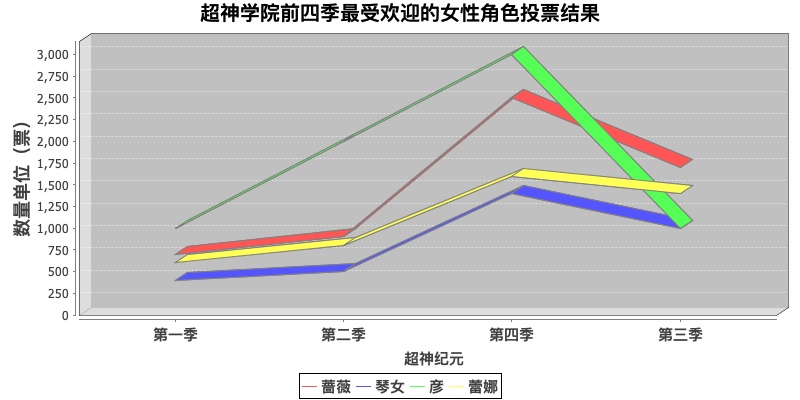 超神学院前四季最受欢迎的女性角色投票结果
数量单位（票）
3,000
2,750
2,500
2,250
2,000
1,750
1,500
1,250
1,000
750
500
250
0
第一季 第二季 第四季 第三季
超神纪元
蔷薇 琴女 彦 蕾娜